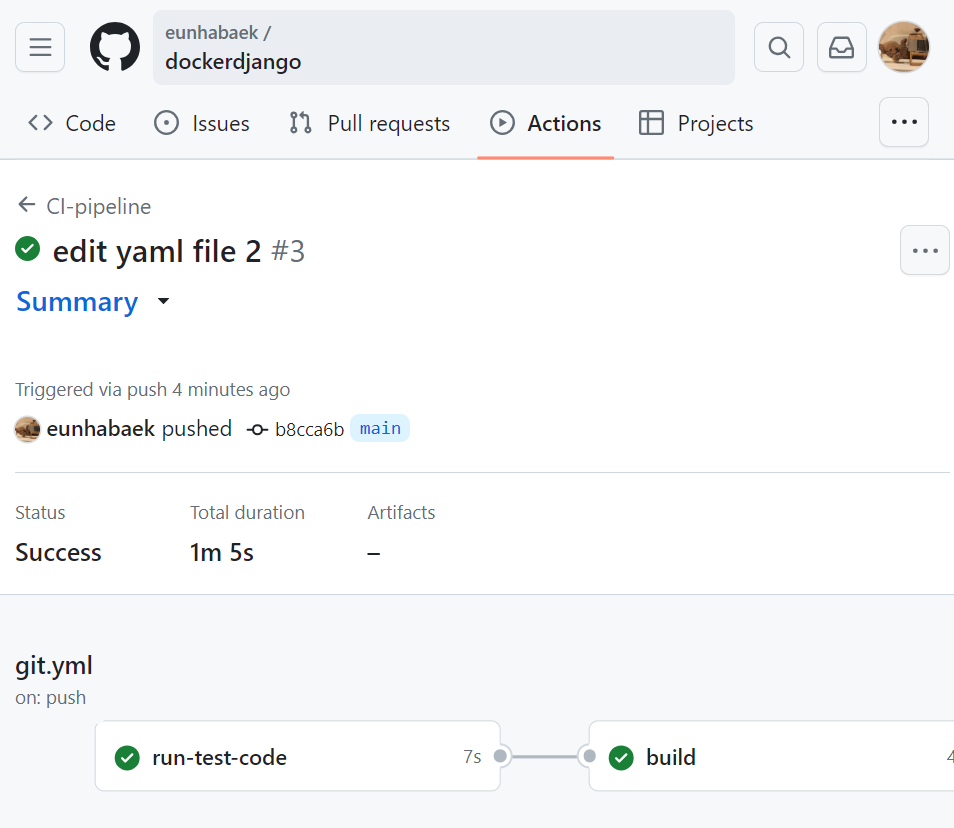 eunhabaek /
dockerdjango
Code Issues Pull requests Actions Projects
CI-pipeline
edit yaml file 2 #3
Summary
Triggered via push 4 minutes ago
eunhabaek pushed b8cca6b main
Status Total duration Artifacts
Success 1m 5s –
git.yml
on: push
run-test-code 7s build